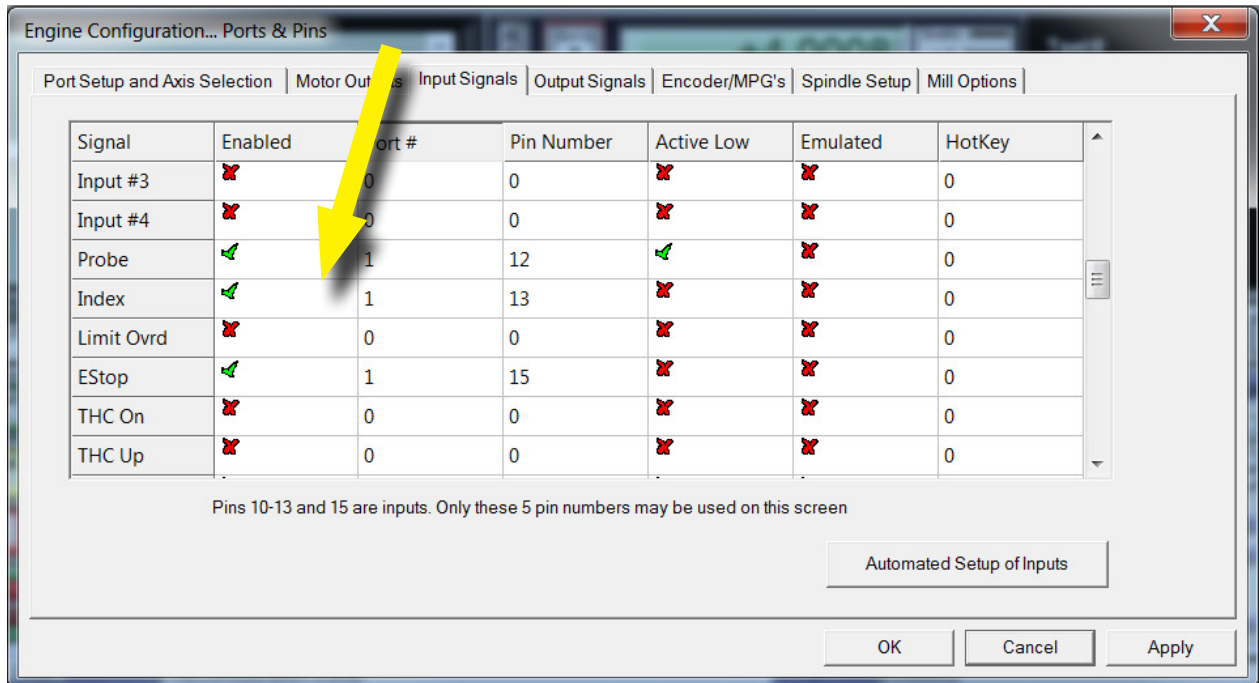 Engine Configuration... Ports & Pins
Port Setup and Axis Selection Motor Input Signals Output Signals Encoder/MPG's Spindle Setup Mill Options
Signal Enabled # Pin Number Active Low Emulated HotKey
Input #3 0 0 0
Input #4 0 0 0
Probe 1 12 0
Index 1 13 0
Limit Ovrd 0 0 0
EStop 1 15 0
THC On 0 0 0
THC Up 0 0 0
Pins 10-13 and 15 are inputs. Only these 5 pin numbers may be used on this screen
Automated Setup of Inputs
OK Cancel Apply